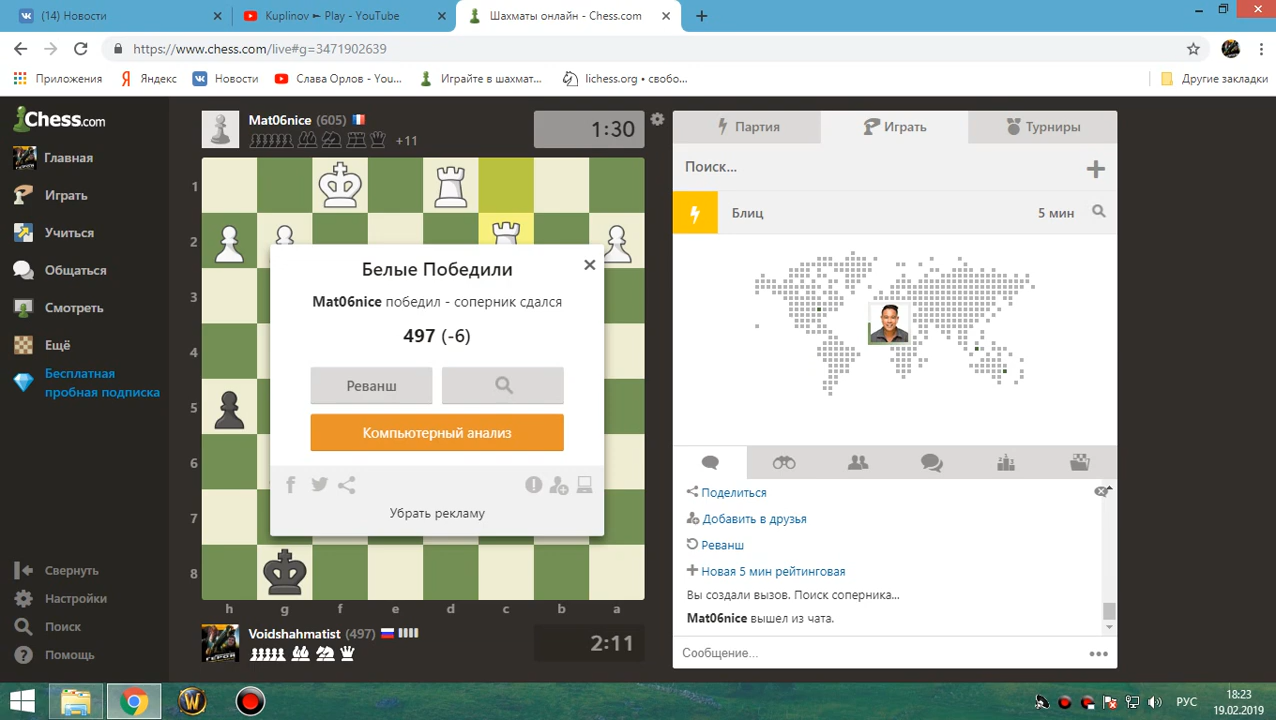 (14) Новости
Kuplinov ► Play - YouTube
Шахматы онлайн - Chess.com
https://www.chess.com/live#g=3471902639
Приложения
Яндекс
Новости
Слава Орлов - You...
Играйте в шахмат...
lichess.org • свобо...
Другие закладки
Chess.com
Главная
Играть
Учиться
Общаться
Смотреть
Ещё
Бесплатная
пробная подписка
Свернуть
Настройки
Поиск
Помощь
Mat06nice (605)
+11
1:30
1
2
3
4
5
6
7
8
h g f e d c b a
Белые Победили
Mat06nice победил - соперник сдался
497 (-6)
Реванш
Компьютерный анализ
Убрать рекламу
Voidshahmatist (497)
2:11
Партия
Играть
Турниры
Поиск...
Блиц
5 мин
Поделиться
Добавить в друзья
Реванш
Новая 5 мин рейтинговая
Вы создали вызов. Поиск соперника...
Mat06nice вышел из чата.
Сообщение...
РУС
18:23
19.02.2019